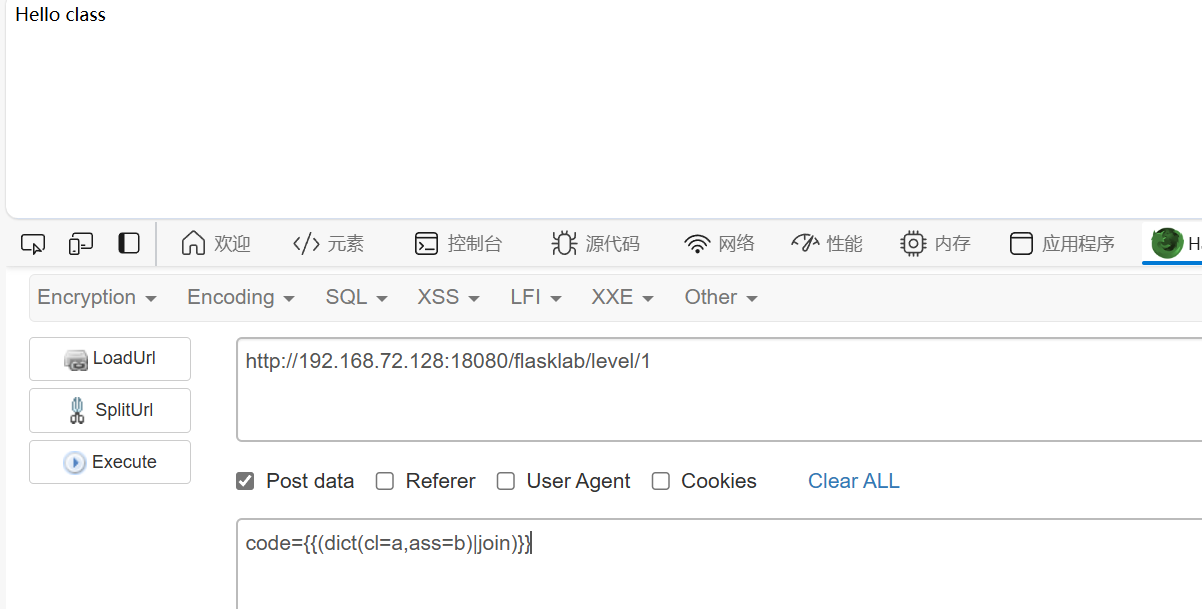 Hello class
欢迎 元素 控制台 源代码 网络 性能 内存 应用程序 H
Encryption Encoding SQL XSS LFI XXE Other
LoadUrl
http://192.168.72.128:18080/flasklab/level/1
SplitUrl
Execute
Post data Referer User Agent Cookies Clear ALL
code={{(dict(cl=a,ass=b)|join)}}